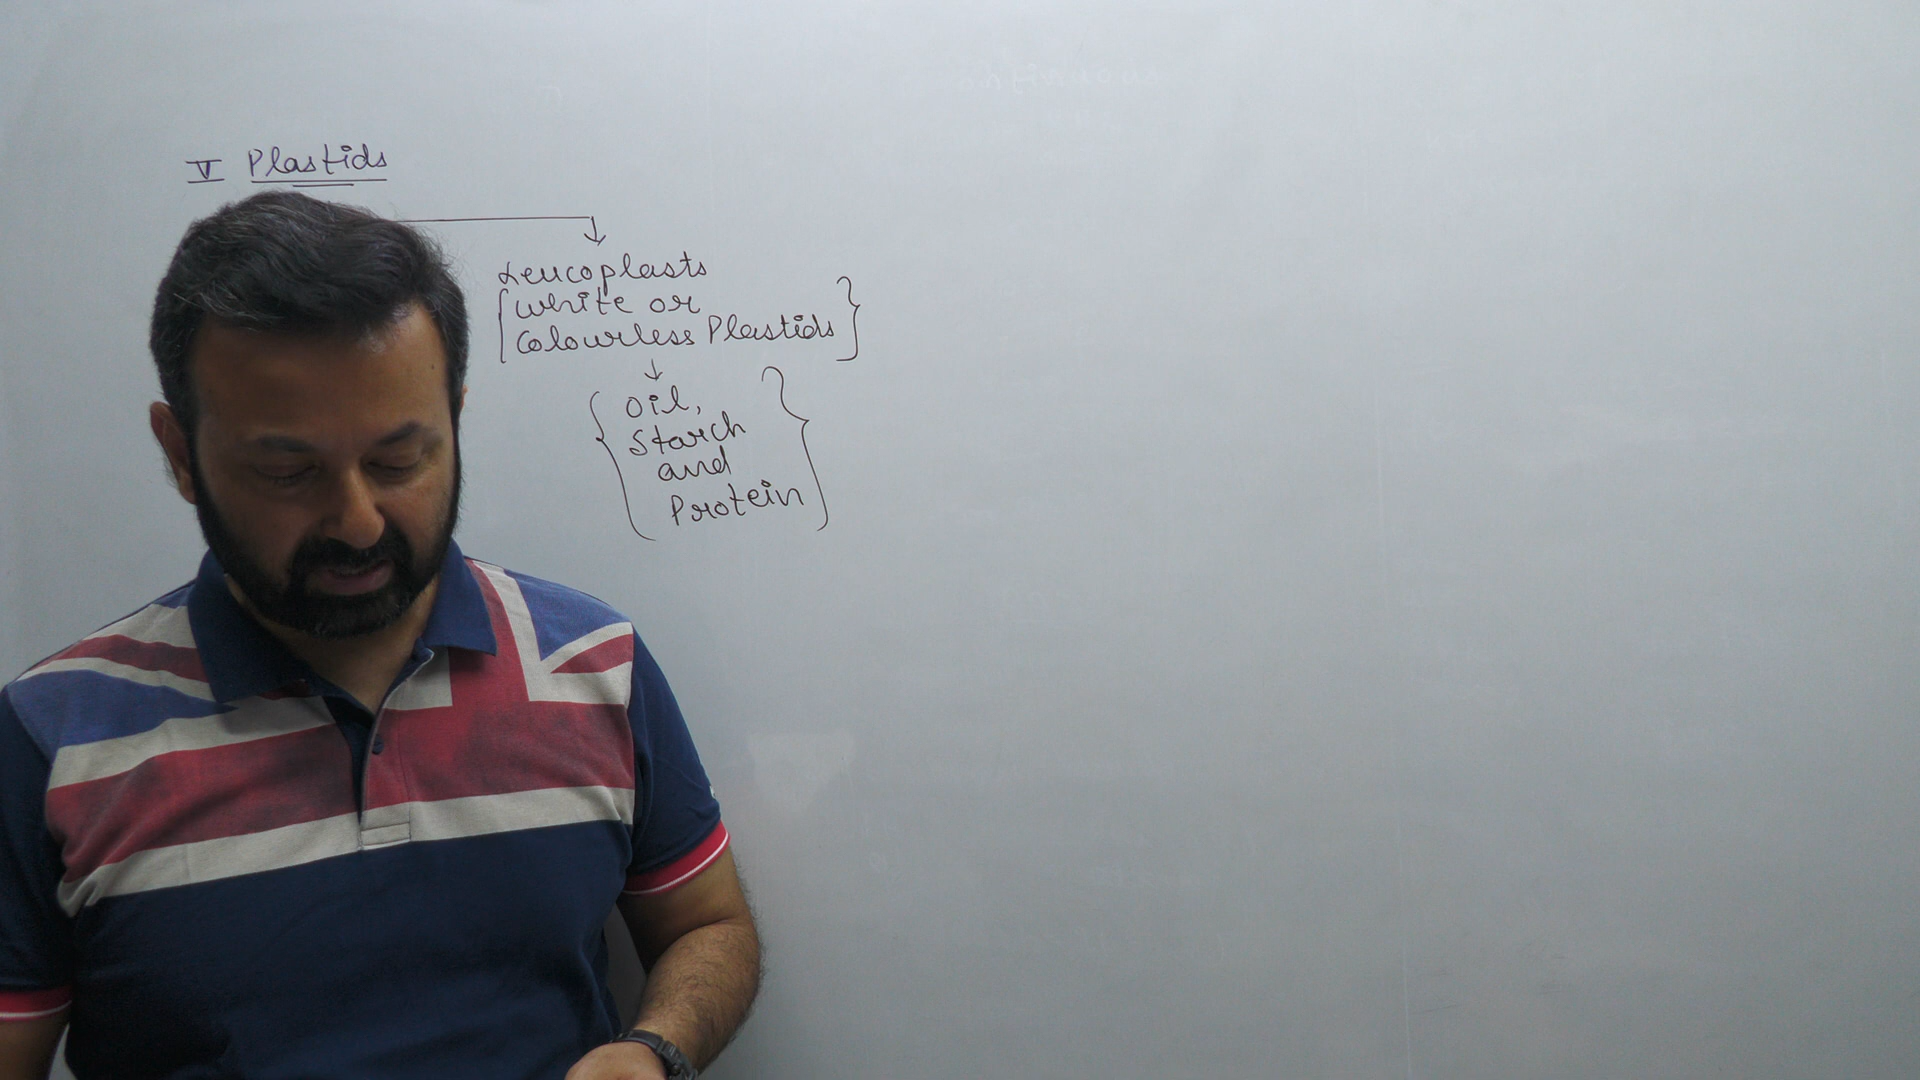 V Plastids
Leucoplasts
White or
Colourless Plastids
Oil,
Starch
and
Protein